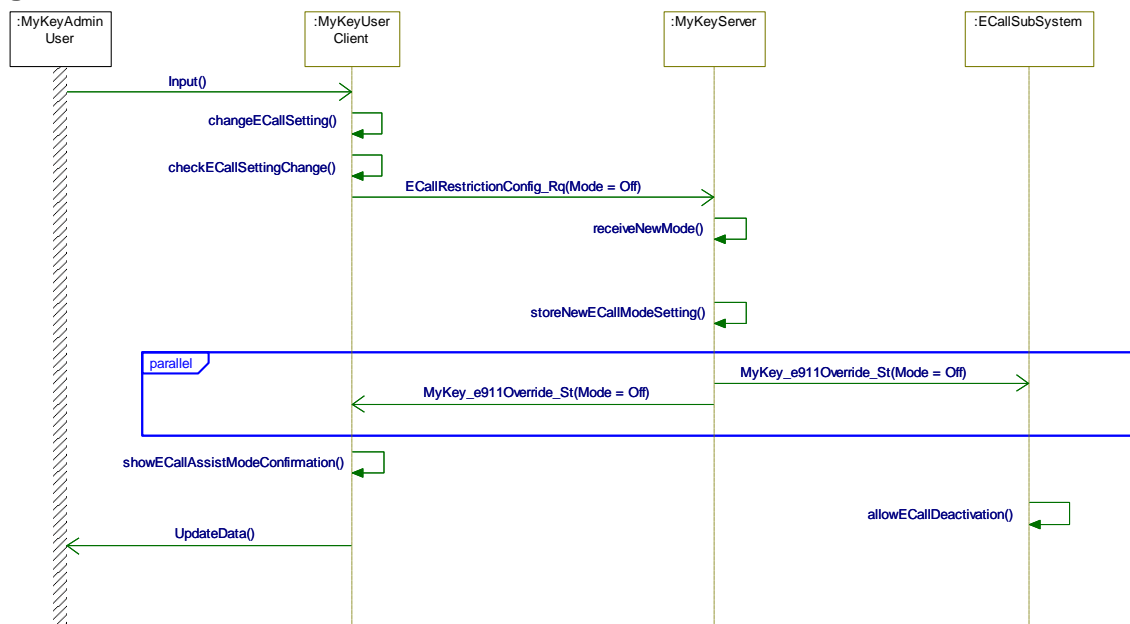 :MyKeyAdmin
User
:MyKeyUser
Client
:MyKeyServer
:ECallSubSystem
Input()
changeECallSetting()
checkECallSettingChange()
ECallRestrictionConfig_Rq(Mode = Off)
receiveNewMode()
storeNewECallModeSetting()
parallel
MyKey_e911Override_St(Mode = Off)
MyKey_e911Override_St(Mode = Off)
showECallAssistModeConfirmation()
allowECallDeactivation()
UpdateData()